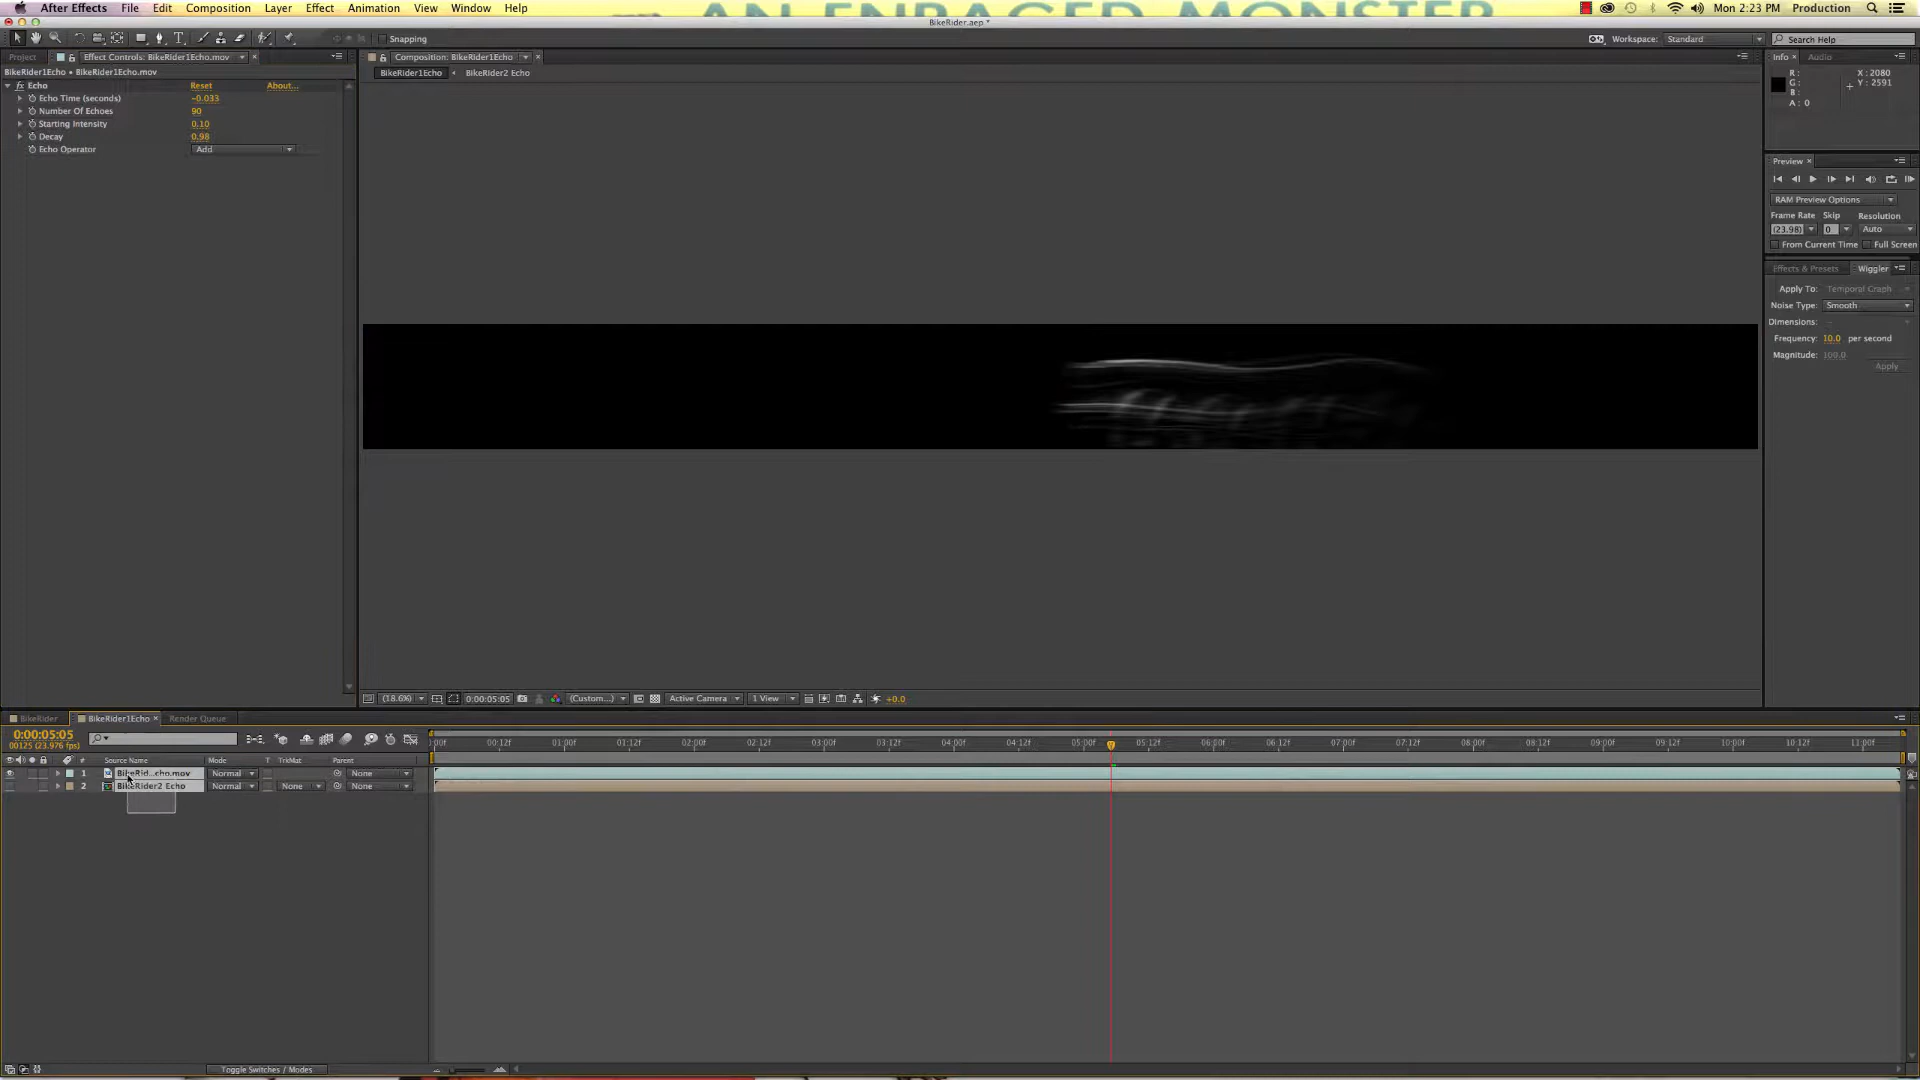 AN ENRAGED MONSTER
After Effects File Edit Composition Layer Effect Animation View Window Help
Mon 2:23 PM Production
BikeRider.aep *
Snapping
Workspace: Standard
Search Help
Project
Effect Controls: BikeRider1Echo.mov
BikeRider1Echo • BikeRider1Echo.mov
fx Echo Reset About...
Echo Time (seconds) -0.033
Number Of Echoes 90
Starting Intensity 0.10
Decay 0.98
Echo Operator Add
Composition: BikeRider1Echo
BikeRider1Echo BikeRider2 Echo
Info Audio
R:
G:
B:
A: 0
X: 2080
Y: 2591
Preview
RAM Preview Options
Frame Rate Skip Resolution
(23.98) 0 Auto
From Current Time Full Screen
Effects & Presets Wiggler
Apply To: Temporal Graph
Noise Type: Smooth
Dimensions: -
Frequency: 10.0 per second
Magnitude: 100.0
Apply
(18.6%) 0:00:05:05 (Custom...) Active Camera 1 View +0.0
BikeRider BikeRider1Echo Render Queue
0:00:05:05
00125 (23.976 fps)
:00f 00:12f 01:00f 01:12f 02:00f 02:12f 03:00f 03:12f 04:00f 04:12f 05:00f 05:12f 06:00f 06:12f 07:00f 07:12f 08:00f 08:12f 09:00f 09:12f 10:00f 10:12f 11:00f
# Source Name Mode T TrkMat Parent
1 BikeRid...cho.mov Normal None
2 BikeRider2 Echo Normal None None
Toggle Switches / Modes